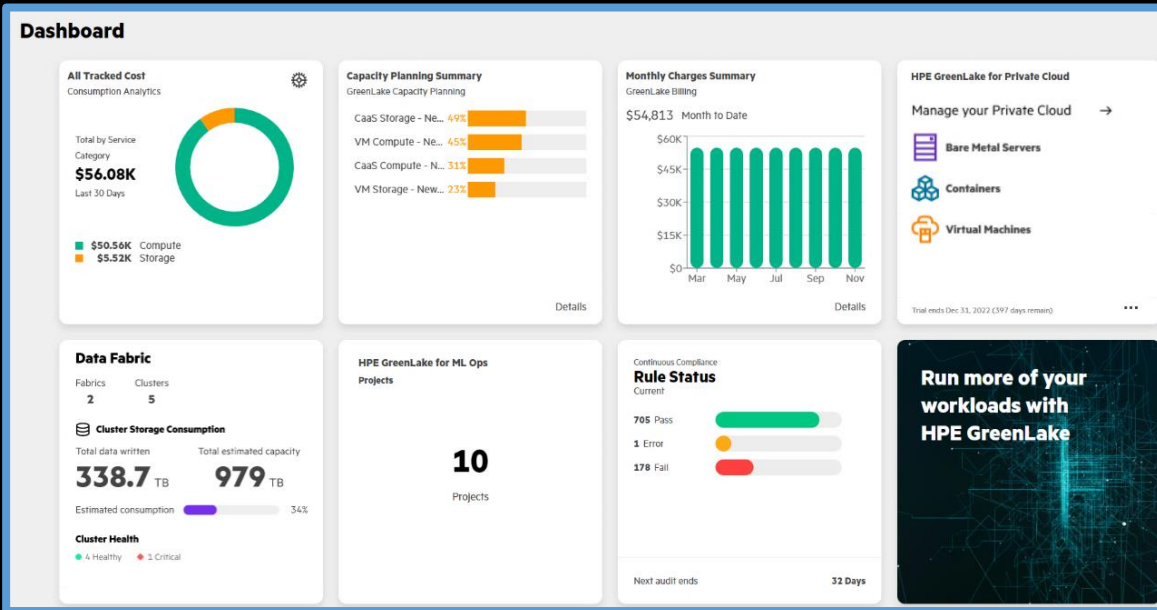 Dashboard
All Tracked Cost
Consumption Analytics
Total by Service
Category
$56.08K
Last 30 Days
$50.56K Compute
$5.52K Storage
Capacity Planning Summary
GreenLake Capacity Planning
CaaS Storage - Ne... 49%
VM Compute - Ne... 45%
CaaS Compute - N... 31%
VM Storage - New... 23%
Details
Monthly Charges Summary
GreenLake Billing
$54,813 Month to Date
$60K
$45K
$30K
$15K
$0
Mar May Jul Sep Nov
Details
HPE GreenLake for Private Cloud
Manage your Private Cloud →
Bare Metal Servers
Containers
Virtual Machines
Trial ends Dec 31, 2022 (397 days remain) ...
Data Fabric
Fabrics Clusters
2 5
Cluster Storage Consumption
Total data written Total estimated capacity
338.7 TB 979 TB
Estimated consumption 34%
Cluster Health
4 Healthy 1 Critical
HPE GreenLake for ML Ops
Projects
10
Projects
Continuous Compliance
Rule Status
Current
705 Pass
1 Error
178 Fail
Next audit ends 32 Days
Run more of your
workloads with
HPE GreenLake